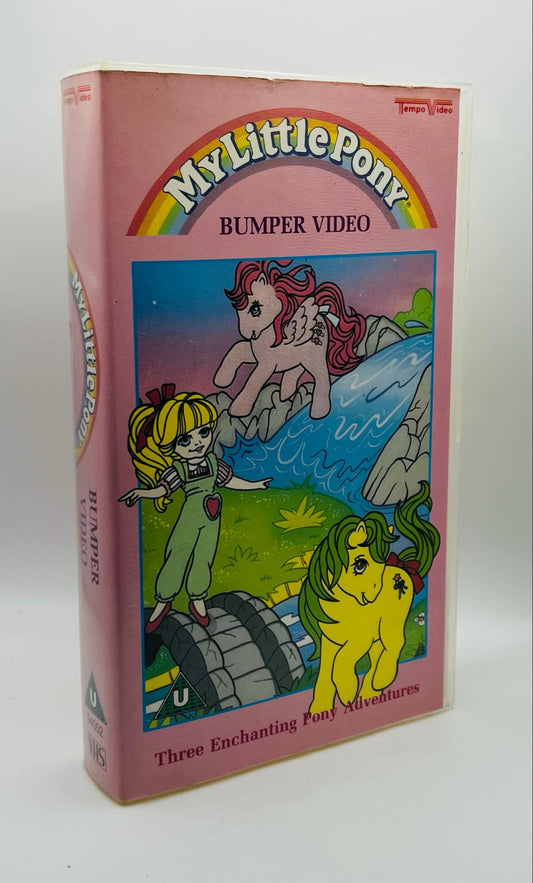 Tempo Video
My Little Pony
BUMPER VIDEO
U
VHS
Tempo Video
My Little Pony®
BUMPER VIDEO
U
Three Enchanting Pony Adventures